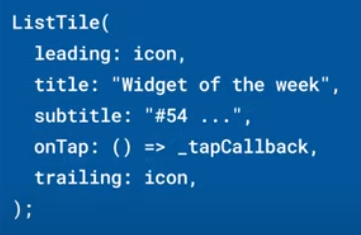 ListTile(
leading: icon,
title: "Widget of the week",
subtitle: "#54 ...",
onTap: () => _tapCallback,
trailing: icon,
);